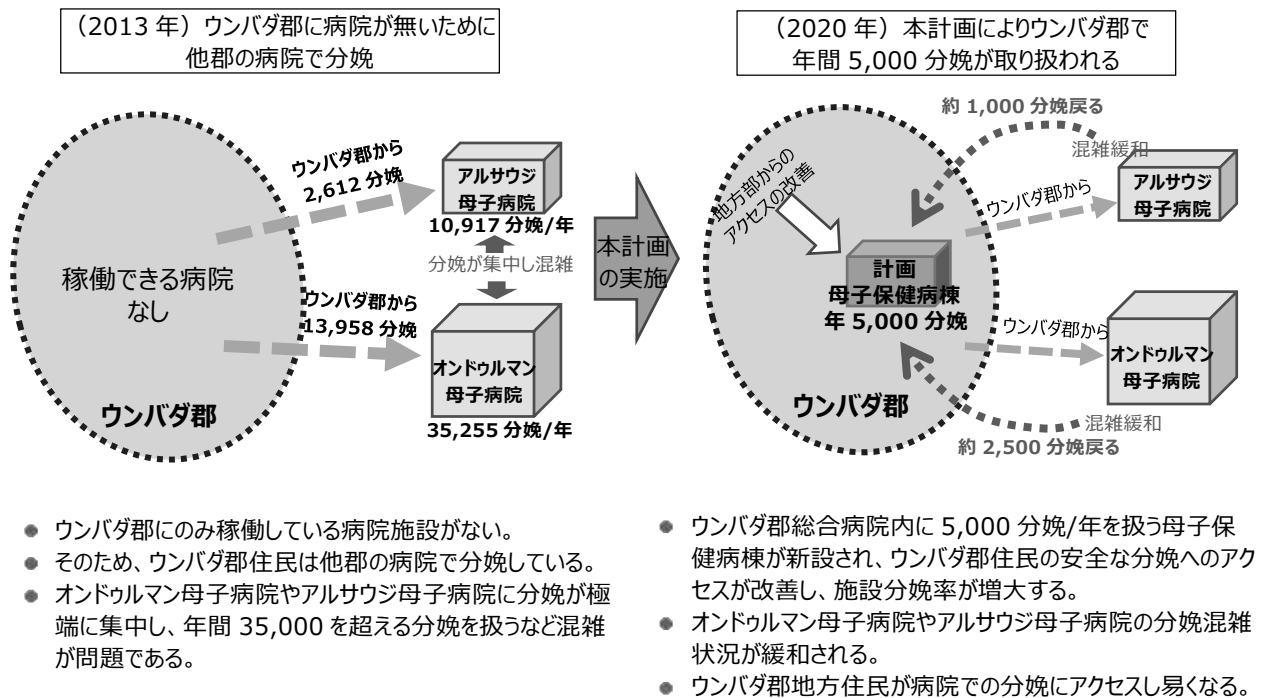 （2013 年）ウンバダ郡に病院が無いために
他郡の病院で分娩
ウンバダ郡から
2,612 分娩
アルサウジ
母子病院
10,917 分娩/年
分娩が集中し混雑
稼働できる病院
なし
ウンバダ郡から
13,958 分娩
オンドゥルマン
母子病院
35,255 分娩/年
ウンバダ郡
本計画
の実施
（2020 年）本計画によりウンバダ郡で
年間 5,000 分娩が取り扱われる
約 1,000 分娩戻る
混雑緩和
地方部からの
アクセスの改善
ウンバダ郡から
アルサウジ
母子病院
計画
母子保健病棟
年 5,000 分娩
ウンバダ郡から
オンドゥルマン
母子病院
ウンバダ郡
混雑緩和
約 2,500 分娩戻る
ウンバダ郡にのみ稼働している病院施設がない。
そのため、ウンバダ郡住民は他郡の病院で分娩している。
オンドゥルマン母子病院やアルサウジ母子病院に分娩が極
端に集中し、年間 35,000 を超える分娩を扱うなど混雑
が問題である。
ウンバダ郡総合病院内に 5,000 分娩/年を扱う母子保
健病棟が新設され、ウンバダ郡住民の安全な分娩へのアク
セスが改善し、施設分娩率が増大する。
オンドゥルマン母子病院やアルサウジ母子病院の分娩混雑
状況が緩和される。
ウンバダ郡地方住民が病院での分娩にアクセスし易くなる。